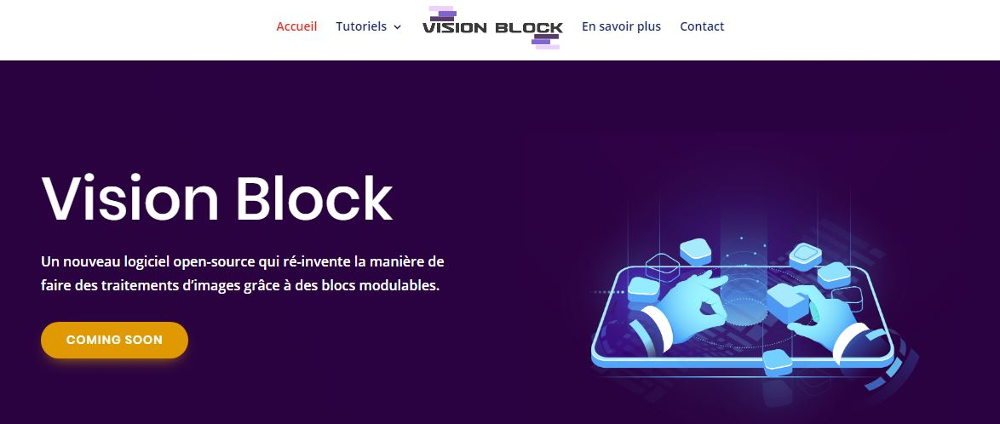 Accueil Tutoriels VISION BLOCK En savoir plus Contact
Vision Block
Un nouveau logiciel open-source qui ré-invente la manière de
faire des traitements d’images grâce à des blocs modulables.
COMING SOON